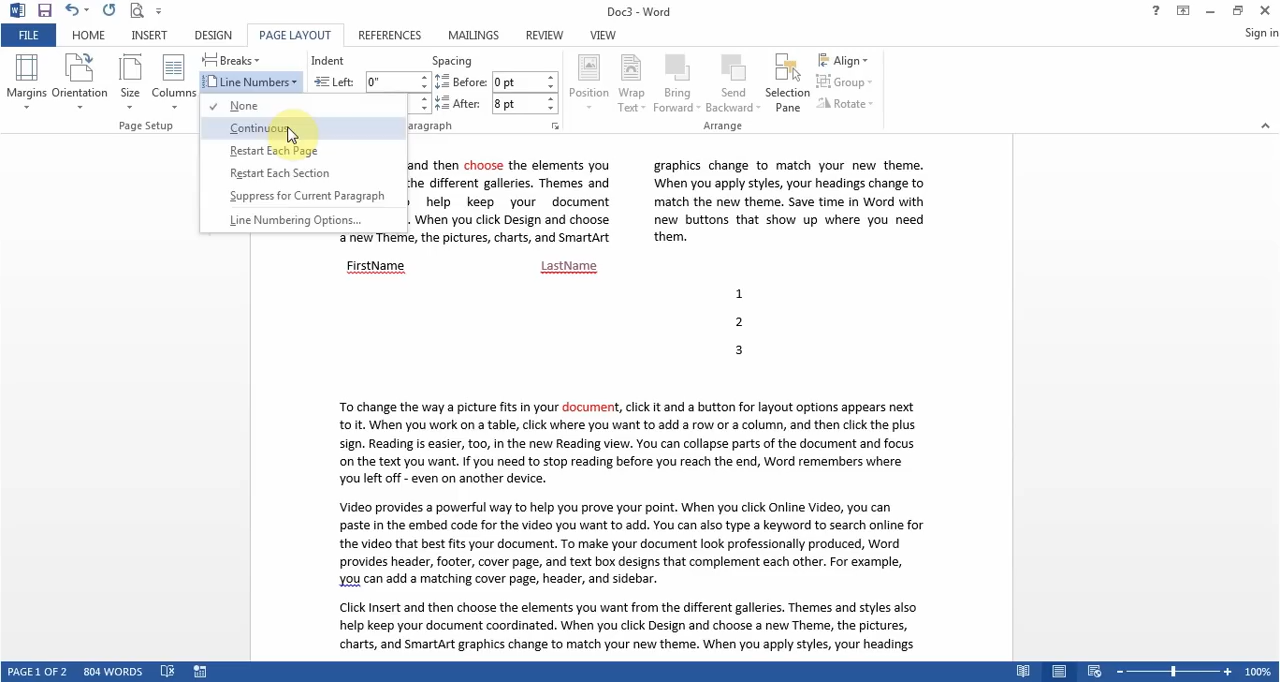 Doc3 - Word
?
Sign in
FILE HOME INSERT DESIGN PAGE LAYOUT REFERENCES MAILINGS REVIEW VIEW
Margins
Orientation
Size
Columns
Breaks
Line Numbers
Page Setup
Indent
Left: 0"
Spacing
Before: 0 pt
After: 8 pt
aragraph
Position
Wrap
Text
Bring
Forward
Send
Backward
Selection
Pane
Align
Group
Rotate
Arrange
None
Continuous
Restart Each Page
Restart Each Section
Suppress for Current Paragraph
Line Numbering Options...
and then choose the elements you
he different galleries. Themes and
help keep your document
. When you click Design and choose
a new Theme, the pictures, charts, and SmartArt
graphics change to match your new theme.
When you apply styles, your headings change to
match the new theme. Save time in Word with
new buttons that show up where you need
them.
FirstName LastName
1
2
3
To change the way a picture fits in your document, click it and a button for layout options appears next
to it. When you work on a table, click where you want to add a row or a column, and then click the plus
sign. Reading is easier, too, in the new Reading view. You can collapse parts of the document and focus
on the text you want. If you need to stop reading before you reach the end, Word remembers where
you left off - even on another device.
Video provides a powerful way to help you prove your point. When you click Online Video, you can
paste in the embed code for the video you want to add. You can also type a keyword to search online for
the video that best fits your document. To make your document look professionally produced, Word
provides header, footer, cover page, and text box designs that complement each other. For example,
you can add a matching cover page, header, and sidebar.
Click Insert and then choose the elements you want from the different galleries. Themes and styles also
help keep your document coordinated. When you click Design and choose a new Theme, the pictures,
charts, and SmartArt graphics change to match your new theme. When you apply styles, your headings
PAGE 1 OF 2 804 WORDS 100%